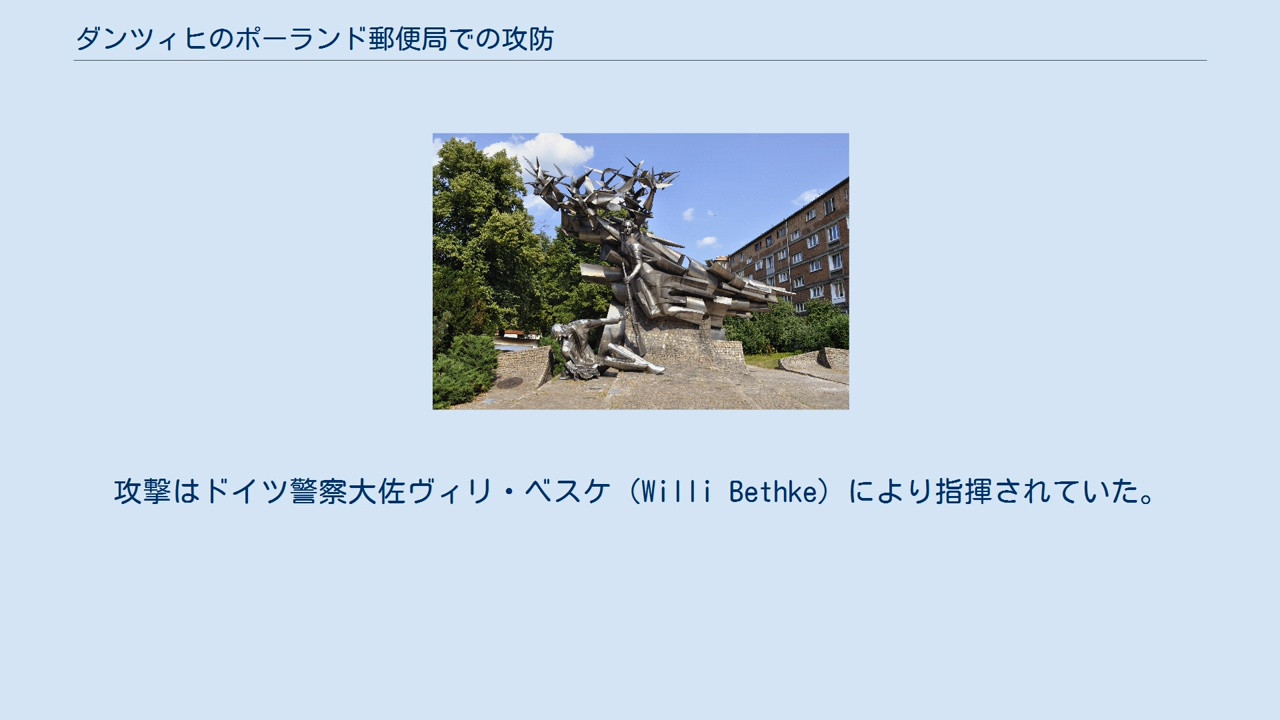 ダンツィヒのポーランド郵便局での攻防
攻撃はドイツ警察大佐ヴィリ・ベスケ（Willi Bethke）により指揮されていた。